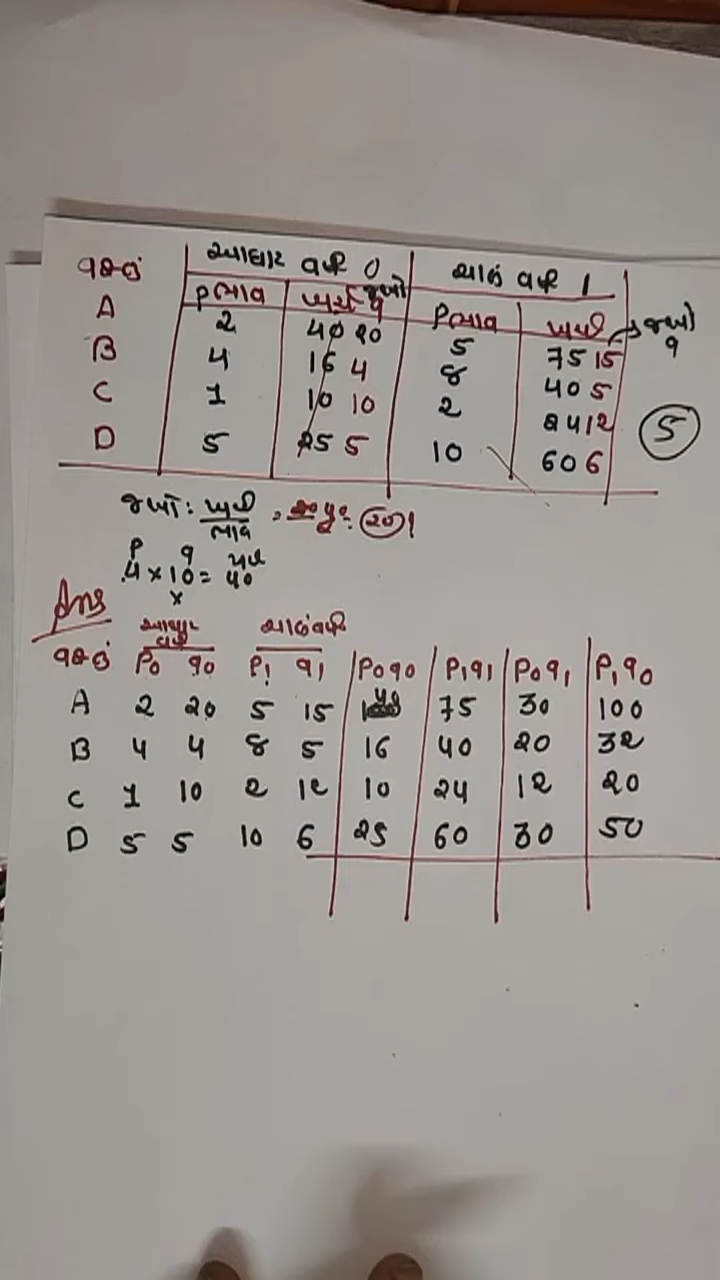 વસ્તુ આધાર વર્ષ 0 ચાલુ વર્ષ 1
P ભાવ ખર્ચ જથ્થો q P ભાવ ખર્ચ → જથ્થો q
A 2 40 20 5 75 15
B 4 16 4 8 40 5
C 1 10 10 2 24 12
D 5 25 5 10 60 6
5
જથ્થો : ખર્ચ / ભાવ = 20
P q ખર્ચ
4 × 10 = 40
x
Ans
આધાર વર્ષ ચાલુ વર્ષ
વસ્તુ P0 q0 P1 q1 P0q0 P1q1 P0q1 P1q0
A 2 20 5 15 40 75 30 100
B 4 4 8 5 16 40 20 32
C 1 10 2 12 10 24 12 20
D 5 5 10 6 25 60 30 50